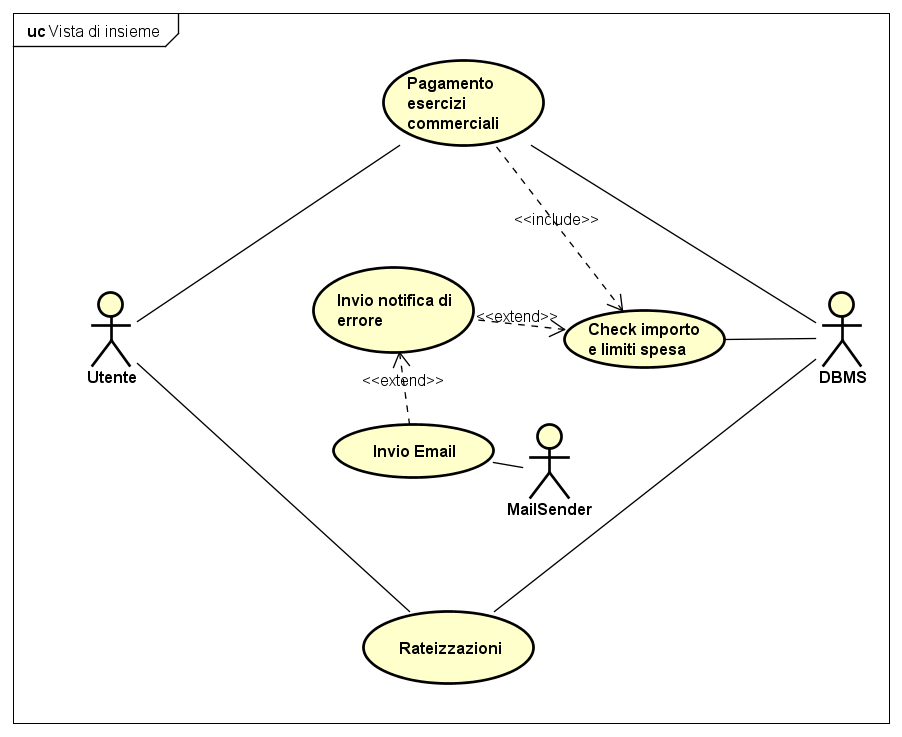 uc Vista di insieme
Pagamento
esercizi
commerciali
<<include>>
Invio notifica di
errore
<<extend>>
Check importo
e limiti spesa
Utente
DBMS
<<extend>>
Invio Email
MailSender
Rateizzazioni